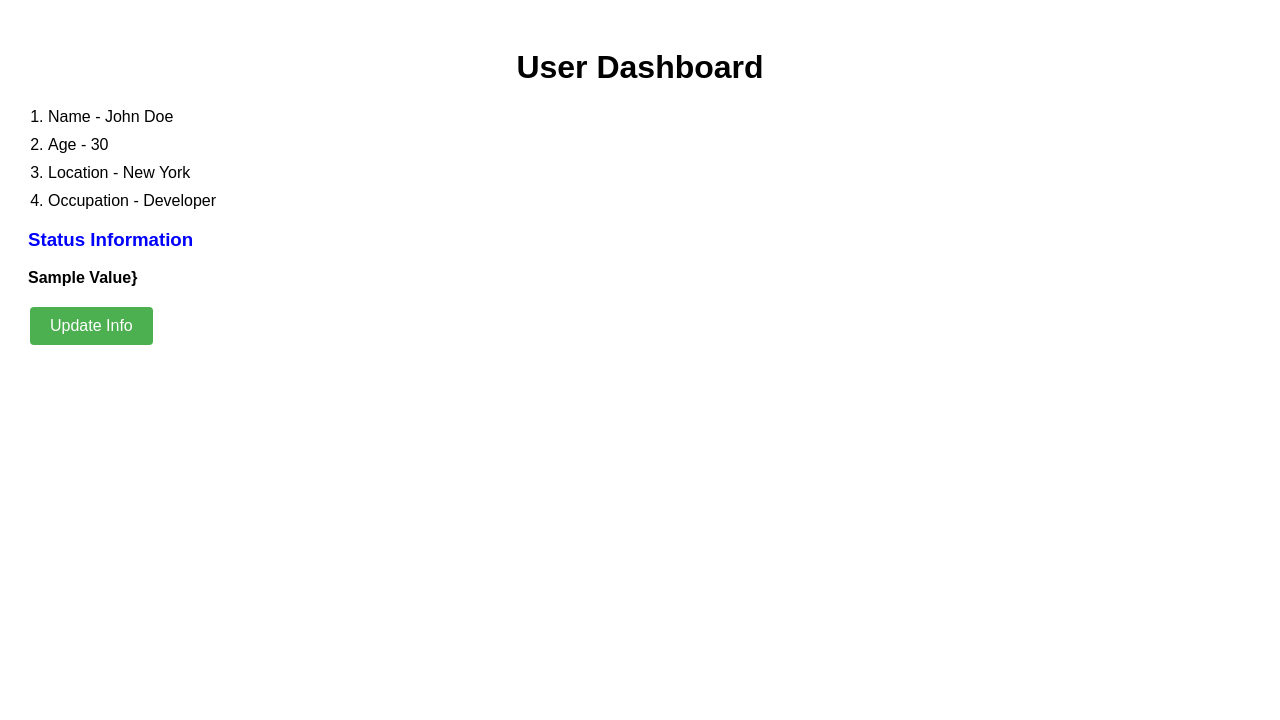 User Dashboard
1. Name - John Doe
2. Age - 30
3. Location - New York
4. Occupation - Developer
Status Information
Sample Value}
Update Info